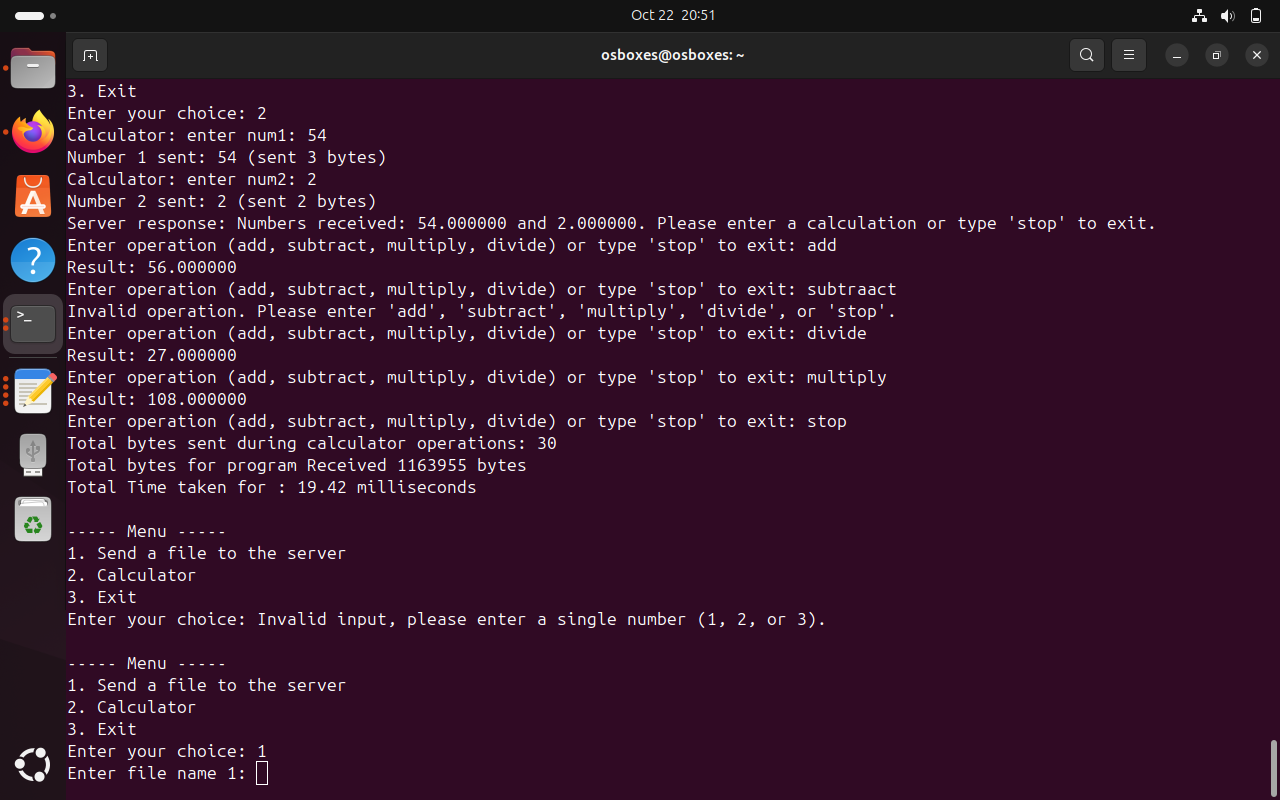 Oct 22 20:51
osboxes@osboxes: ~
3. Exit
Enter your choice: 2
Calculator: enter num1: 54
Number 1 sent: 54 (sent 3 bytes)
Calculator: enter num2: 2
Number 2 sent: 2 (sent 2 bytes)
Server response: Numbers received: 54.000000 and 2.000000. Please enter a calculation or type 'stop' to exit.
Enter operation (add, subtract, multiply, divide) or type 'stop' to exit: add
Result: 56.000000
Enter operation (add, subtract, multiply, divide) or type 'stop' to exit: subtraact
Invalid operation. Please enter 'add', 'subtract', 'multiply', 'divide', or 'stop'.
Enter operation (add, subtract, multiply, divide) or type 'stop' to exit: divide
Result: 27.000000
Enter operation (add, subtract, multiply, divide) or type 'stop' to exit: multiply
Result: 108.000000
Enter operation (add, subtract, multiply, divide) or type 'stop' to exit: stop
Total bytes sent during calculator operations: 30
Total bytes for program Received 1163955 bytes
Total Time taken for : 19.42 milliseconds
----- Menu -----
1. Send a file to the server
2. Calculator
3. Exit
Enter your choice: Invalid input, please enter a single number (1, 2, or 3).
----- Menu -----
1. Send a file to the server
2. Calculator
3. Exit
Enter your choice: 1
Enter file name 1: